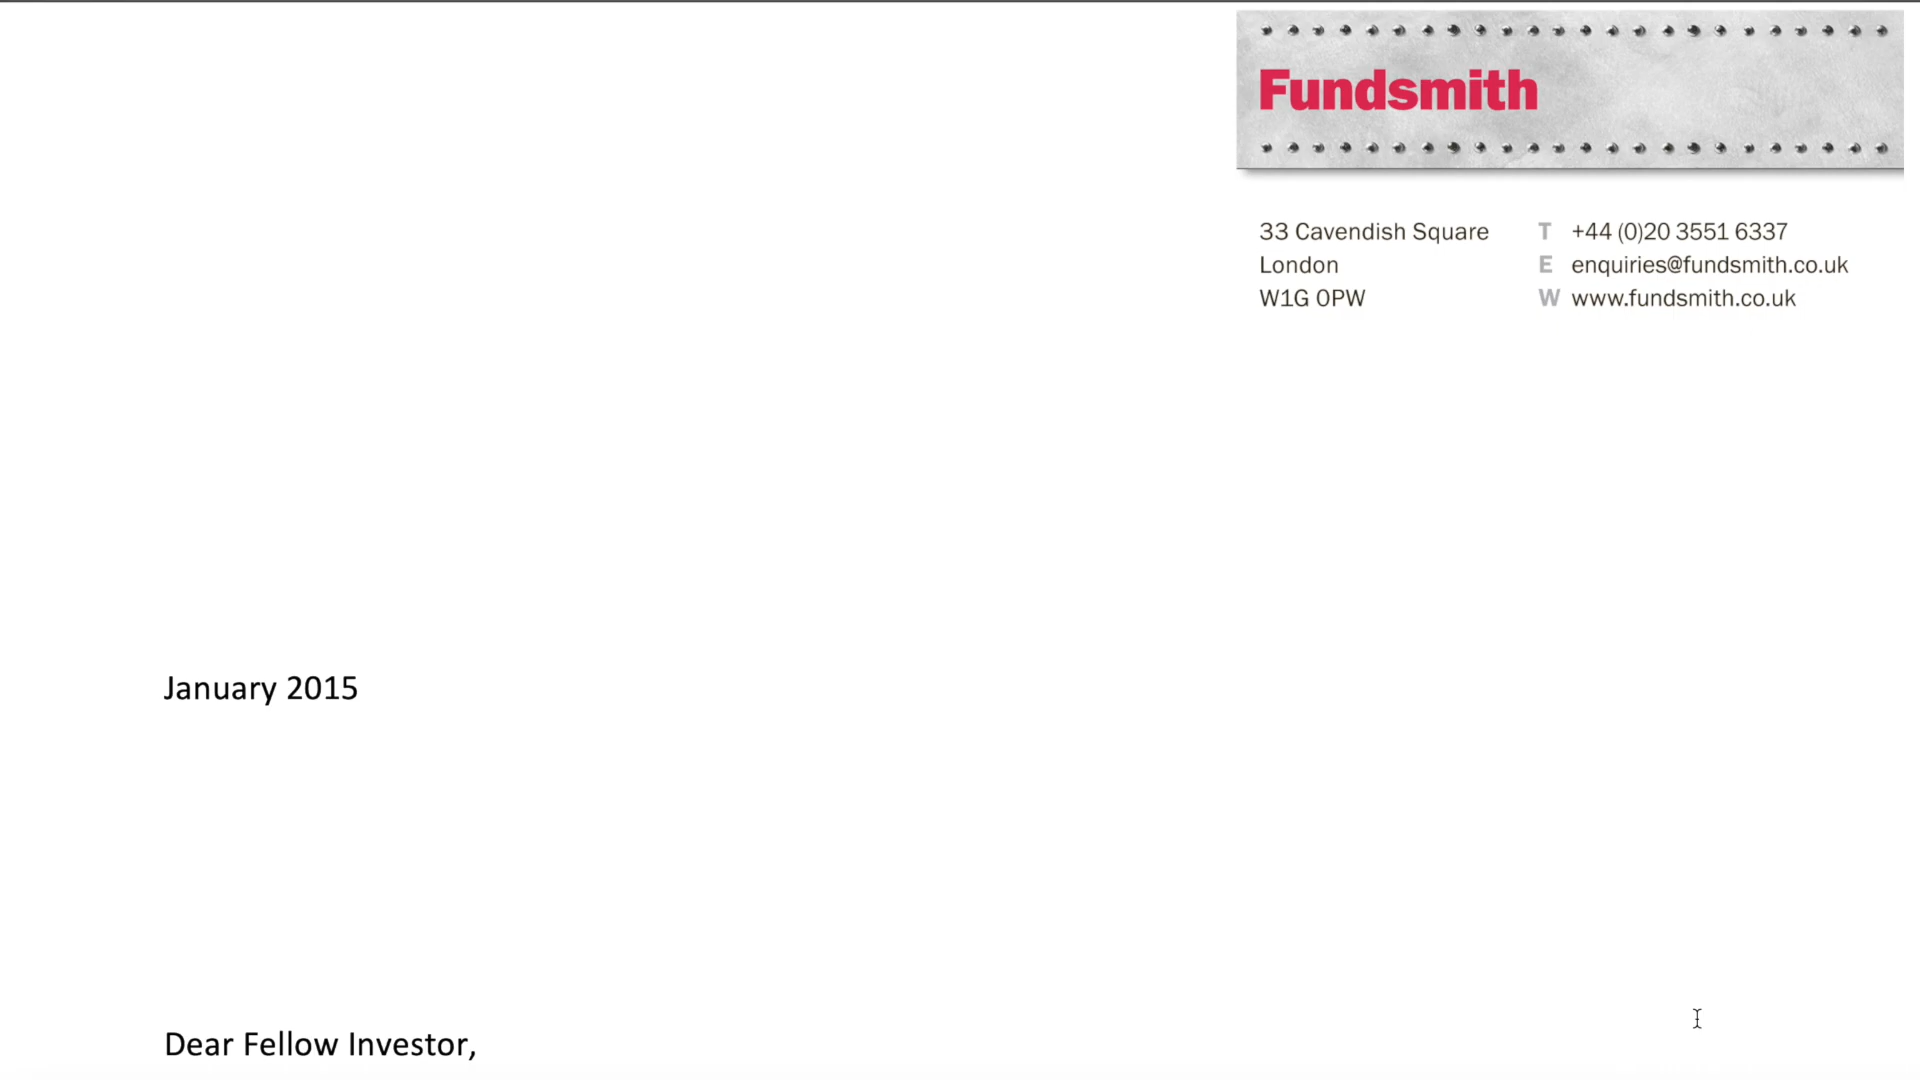 Fundsmith
33 Cavendish Square T +44 (0)20 3551 6337
London E enquiries@fundsmith.co.uk
W1G 0PW W www.fundsmith.co.uk
January 2015
Dear Fellow Investor,